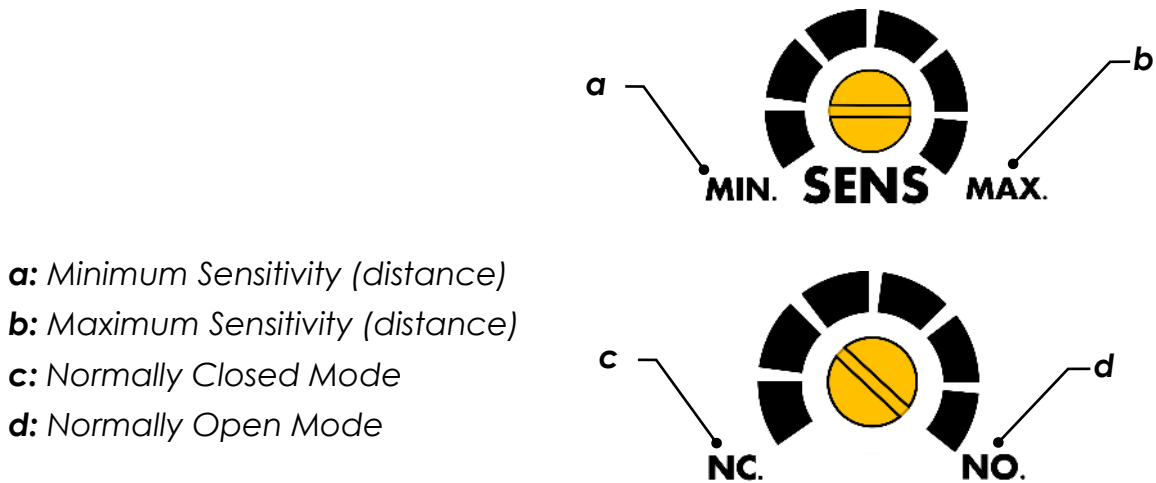 a
b
MIN. SENS MAX.
a: Minimum Sensitivity (distance)
b: Maximum Sensitivity (distance)
c: Normally Closed Mode
d: Normally Open Mode
c
d
NC. NO.